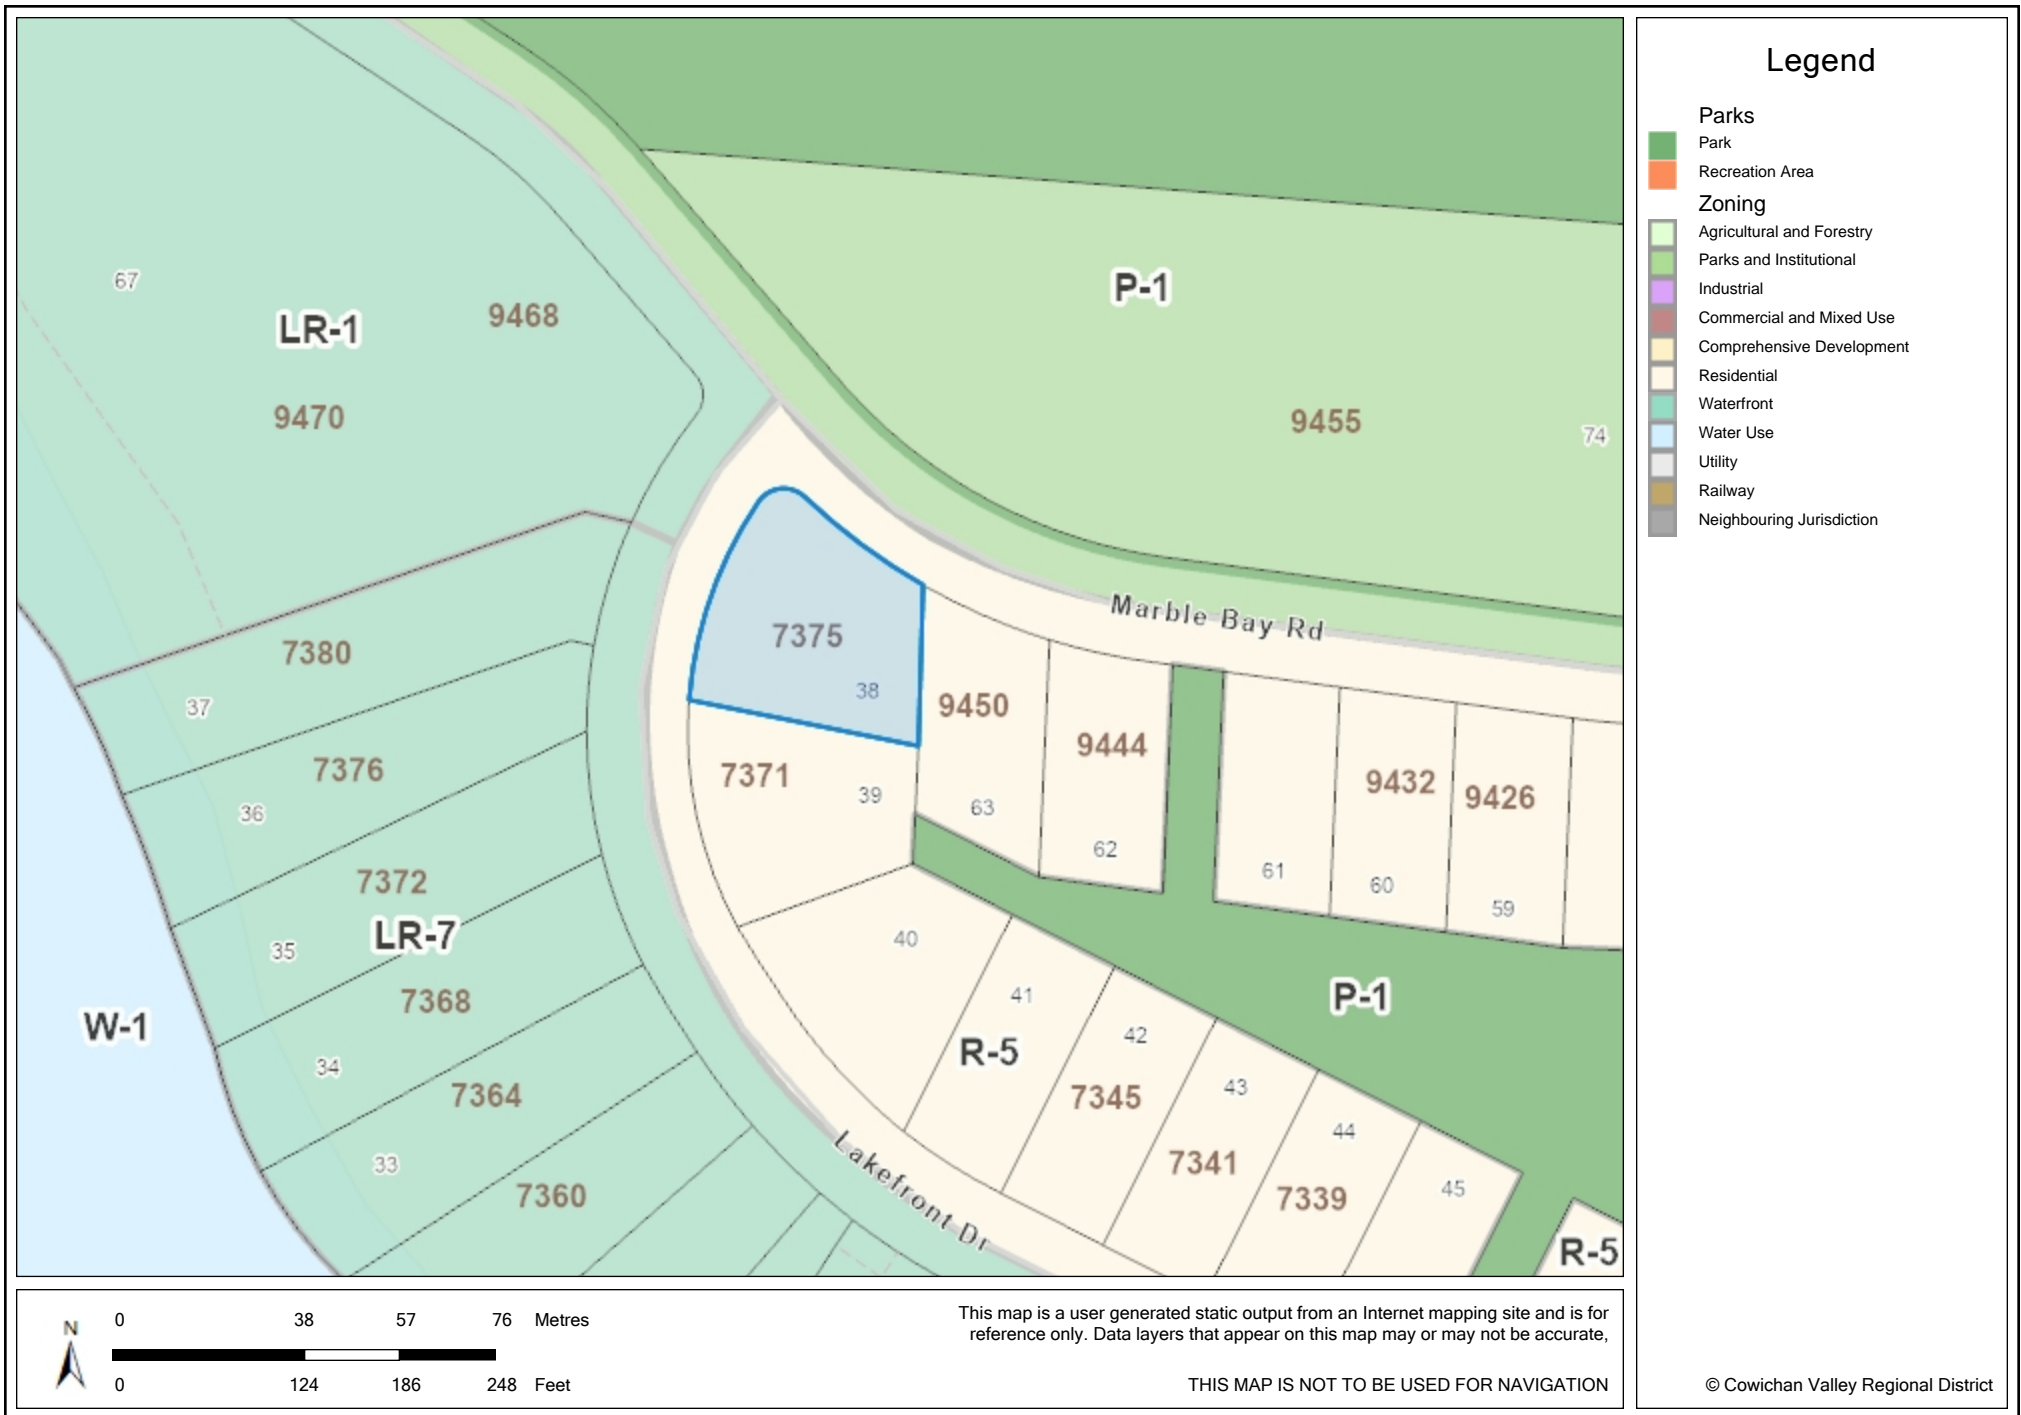 Legend
Parks
Park
Recreation Area
Zoning
Agricultural and Forestry
Parks and Institutional
Industrial
Commercial and Mixed Use
Comprehensive Development
Residential
Waterfront
Water Use
Utility
Railway
Neighbouring Jurisdiction
67
LR-1
9468
9470
P-1
9455
74
Marble Bay Rd
7380
37
7376
36
7372
LR-7
35
7368
34
7364
33
7360
W-1
7375
38
9450
63
9444
62
61
9432
60
9426
59
7371
39
40
41
R-5
42
7345
43
7341
44
7339
45
P-1
R-5
Lakefront Dr
N
0 38 57 76 Metres
0 124 186 248 Feet
This map is a user generated static output from an Internet mapping site and is for
reference only. Data layers that appear on this map may or may not be accurate,
THIS MAP IS NOT TO BE USED FOR NAVIGATION
© Cowichan Valley Regional District